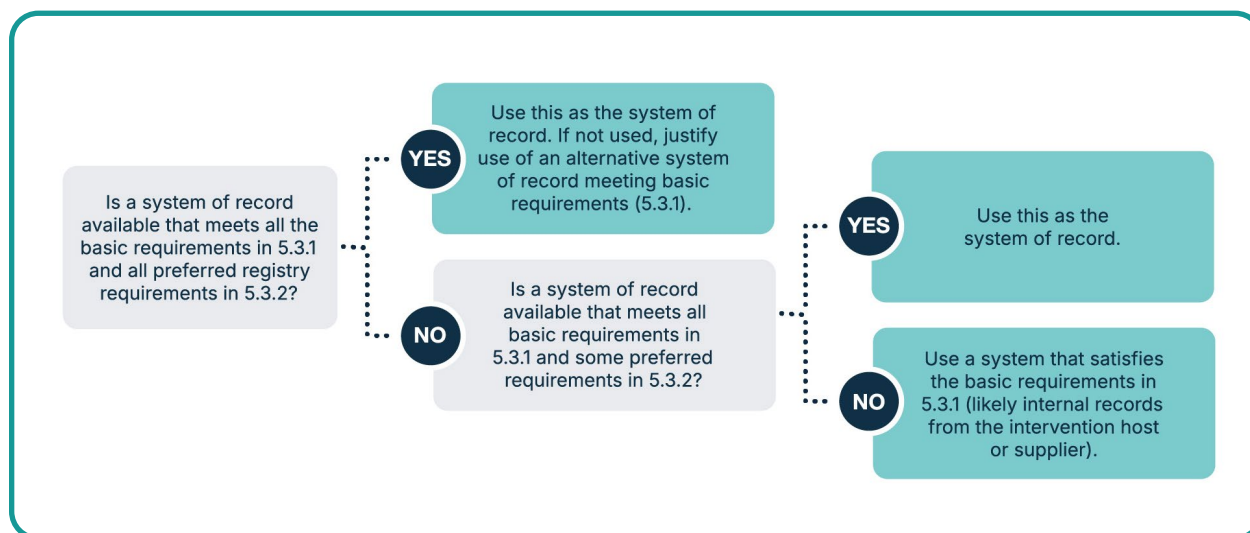 Is a system of record
available that meets all the
basic requirements in 5.3.1
and all preferred registry
requirements in 5.3.2?
YES
Use this as the system of
record. If not used, justify
use of an alternative system
of record meeting basic
requirements (5.3.1).
NO
Is a system of record
available that meets all
basic requirements in
5.3.1 and some preferred
requirements in 5.3.2?
YES
Use this as the
system of record.
NO
Use a system that satisfies
the basic requirements in
5.3.1 (likely internal records
from the intervention host
or supplier).